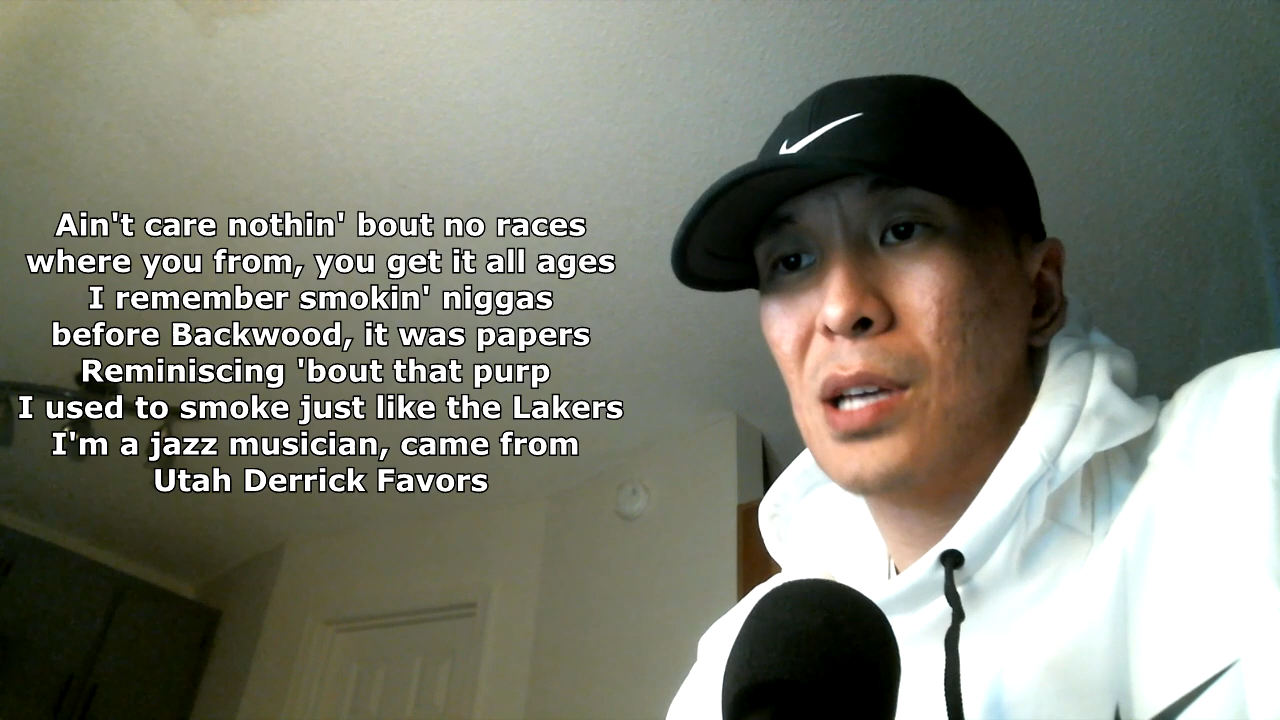 Ain't care nothin' bout no races
where you from, you get it all ages
I remember smokin' niggas
before Backwood, it was papers
Reminiscing 'bout that purp
I used to smoke just like the Lakers
I'm a jazz musician, came from
Utah Derrick Favors